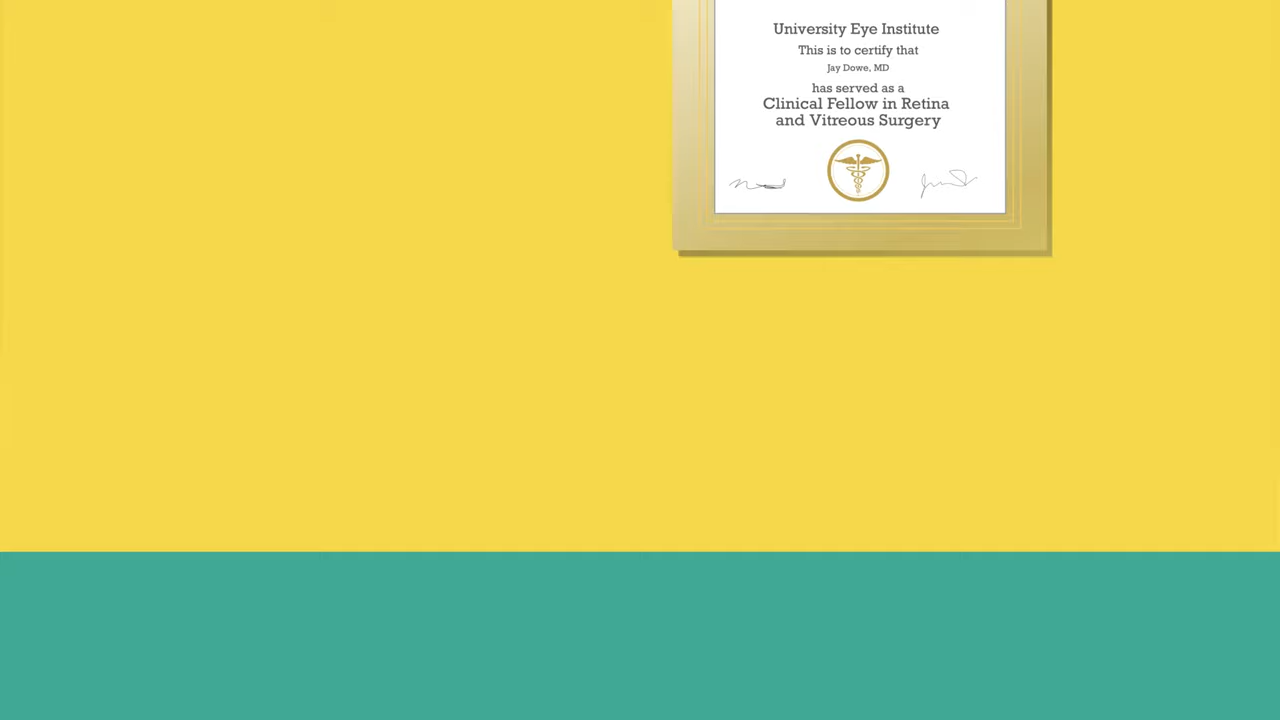 University Eye Institute
This is to certify that
Jay Dowe, MD
has served as a
Clinical Fellow in Retina
and Vitreous Surgery